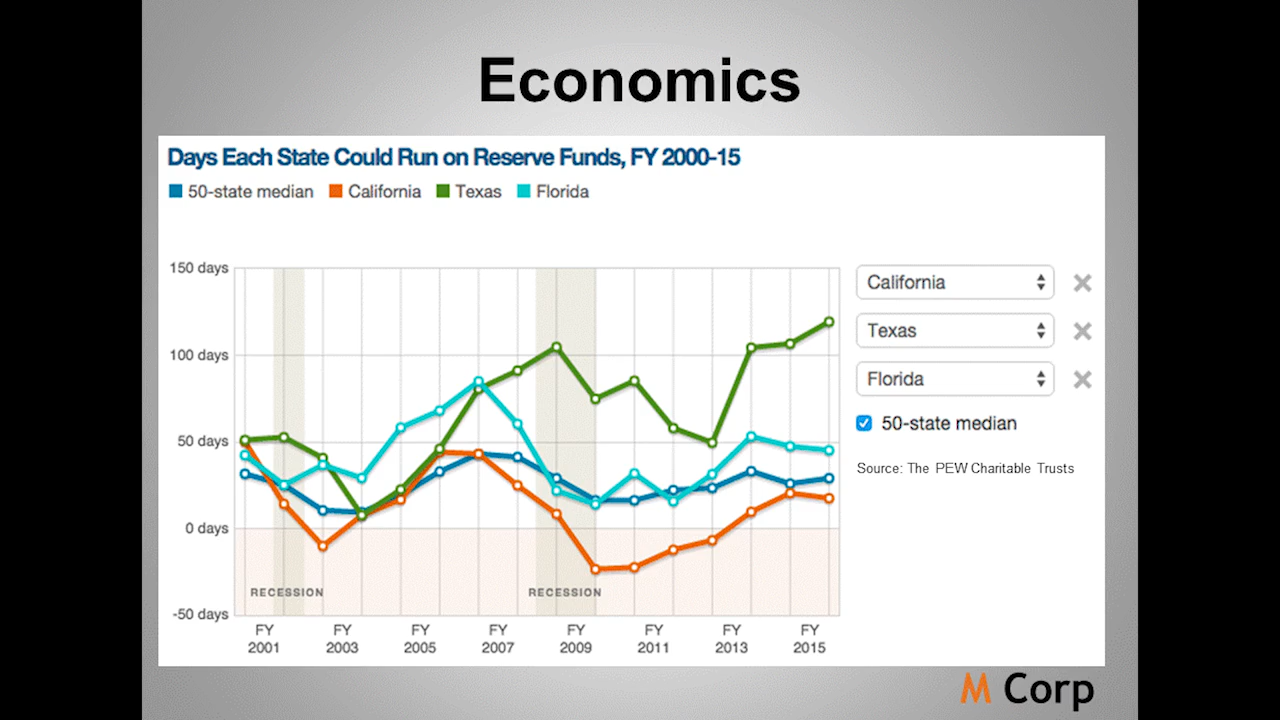 Economics
Days Each State Could Run on Reserve Funds, FY 2000-15
50-state median California Texas Florida
150 days
100 days
50 days
0 days
-50 days
RECESSION RECESSION
FY FY FY FY FY FY FY FY
2001 2003 2005 2007 2009 2011 2013 2015
California
Texas
Florida
50-state median
Source: The PEW Charitable Trusts
M Corp